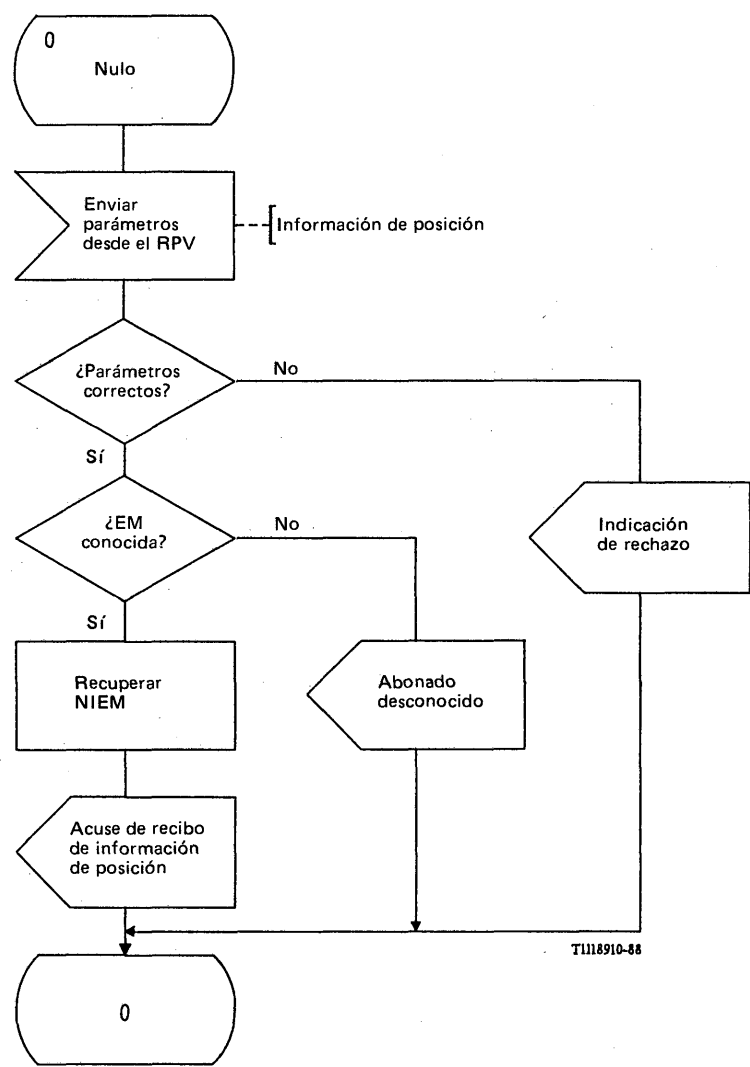 0
Nulo
Enviar
parámetros
desde el RPV
Información de posición
¿Parámetros
correctos?
No
Sí
¿EM
conocida?
No
Indicación
de rechazo
Sí
Recuperar
NIEM
Abonado
desconocido
Acuse de recibo
de información
de posición
T1118910-88
0